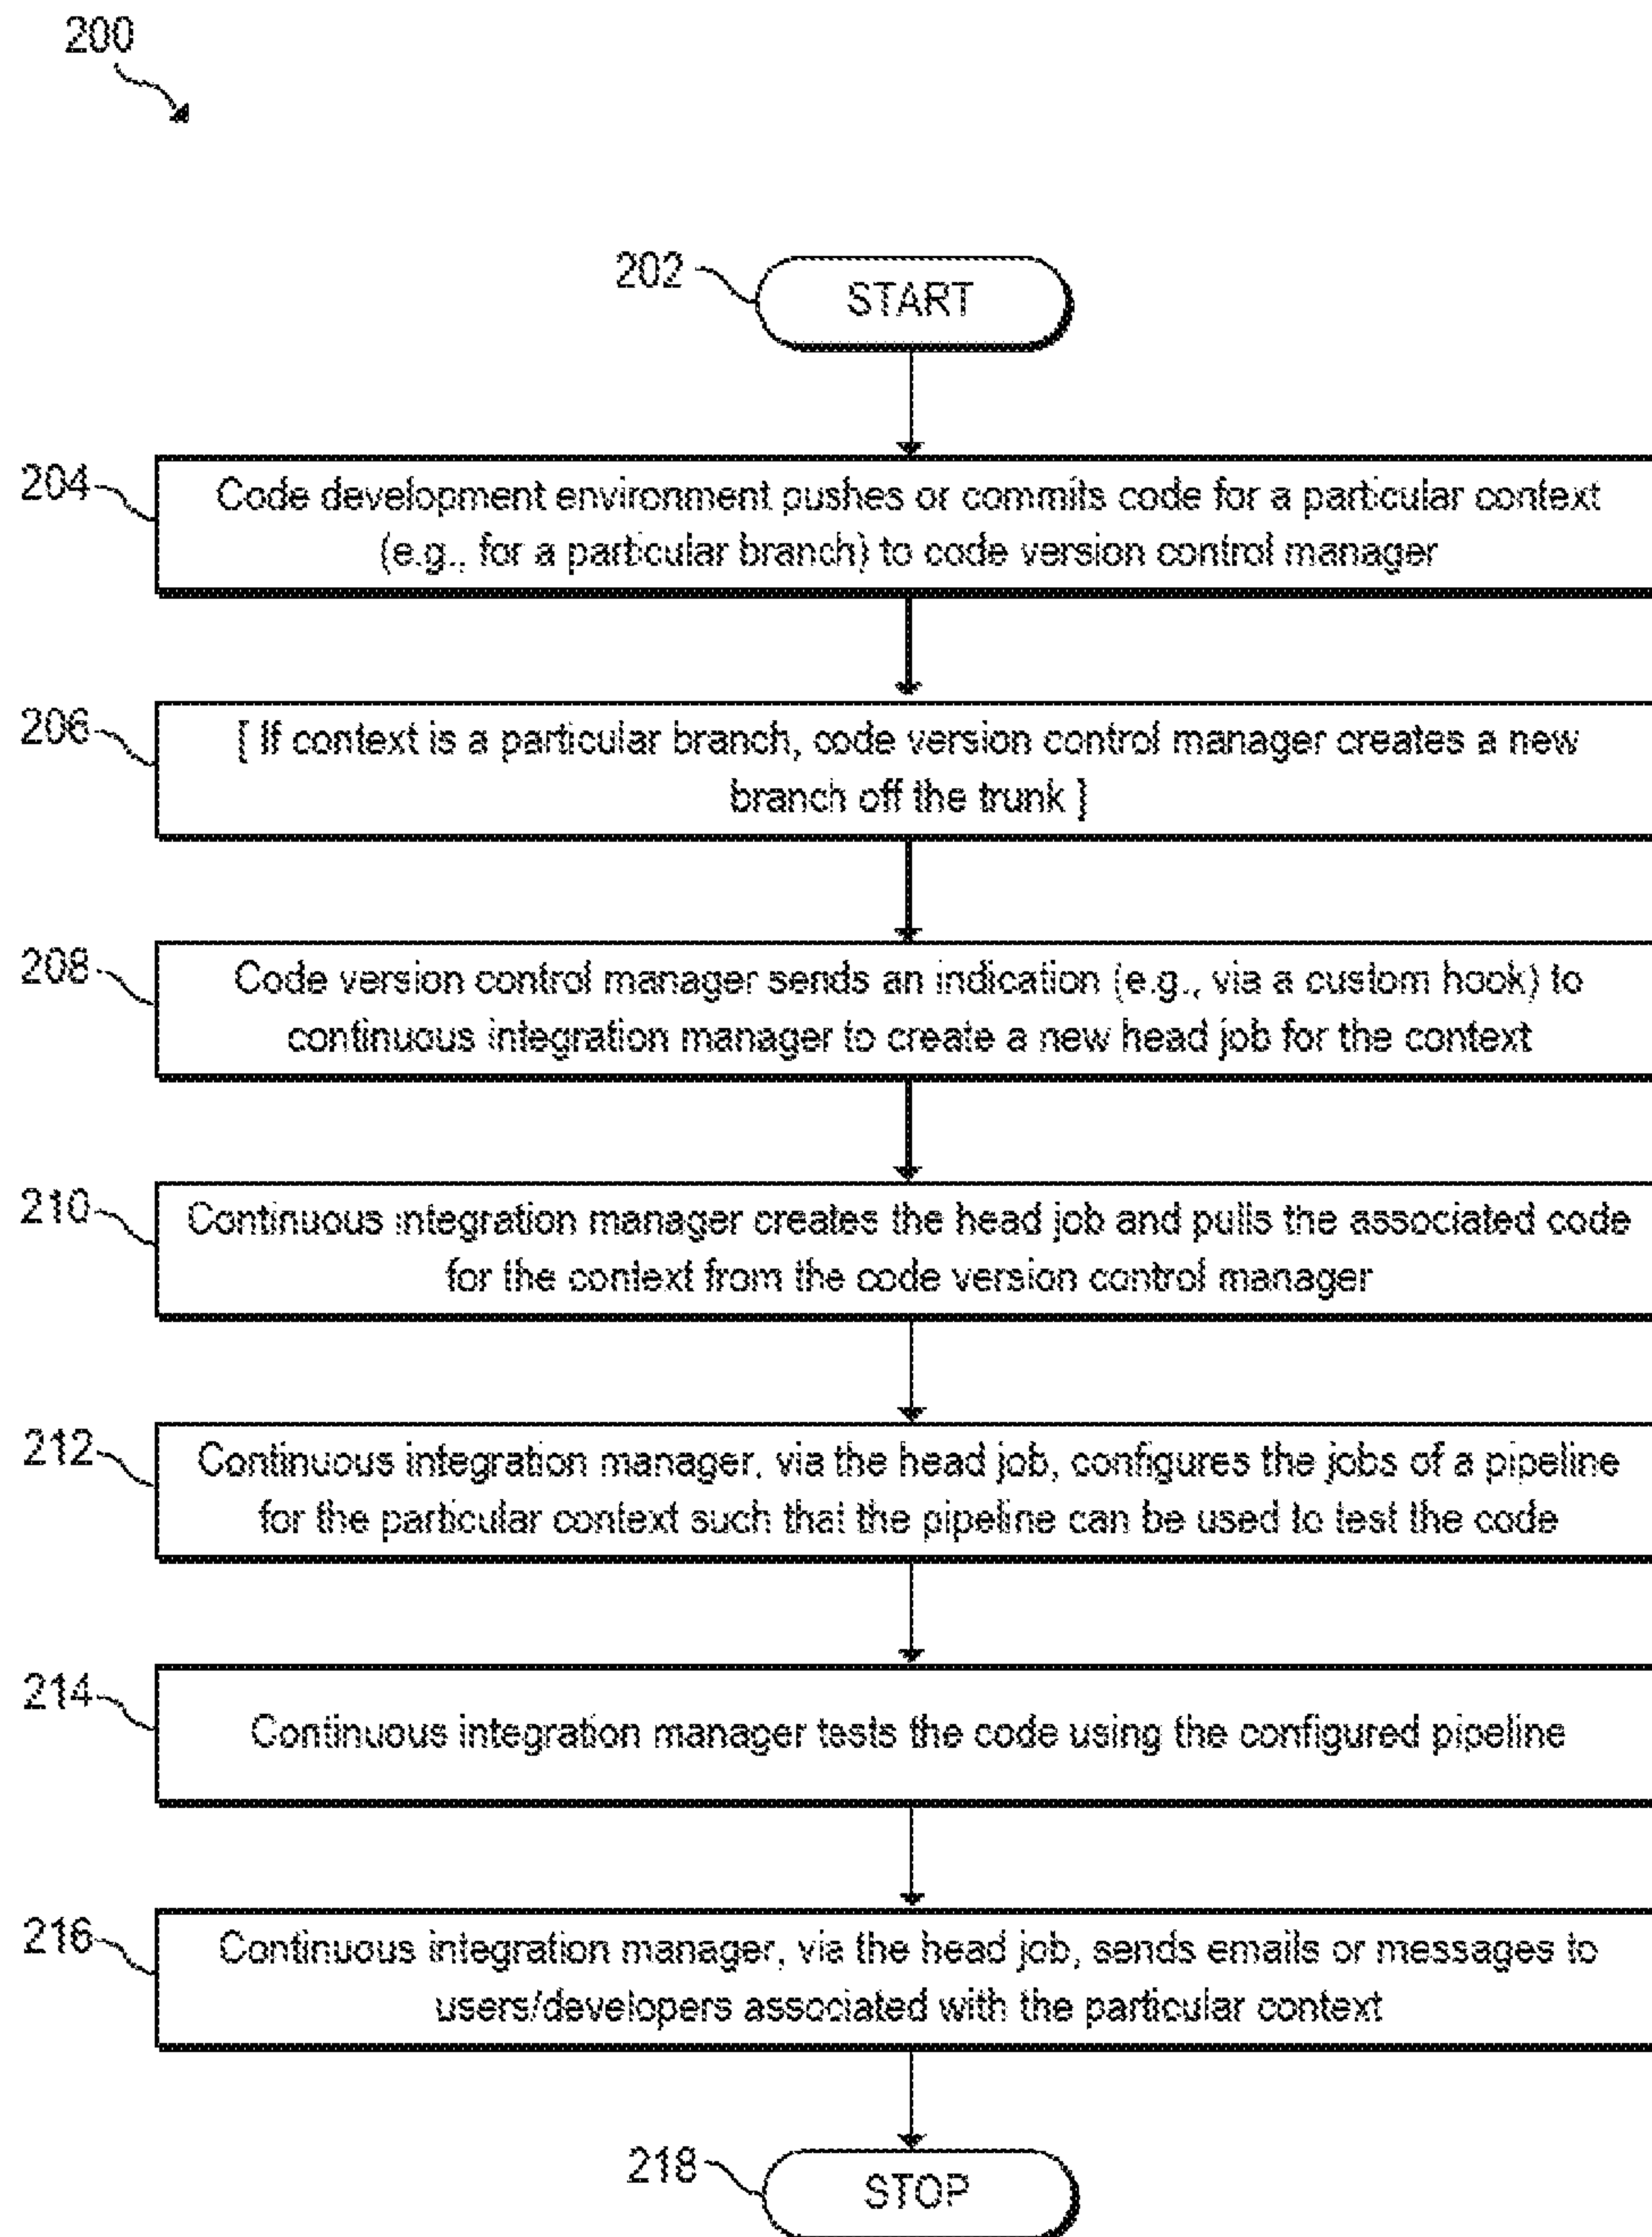 200
202
START
204
Code development environment pushes or commits code for a particular context
(e.g., for a particular branch) to code version control manager
206
[ If context is a particular branch, code version control manager creates a new
branch off the trunk ]
208
Code version control manager sends an indication (e.g., via a custom hook) to
continuous integration manager to create a new head job for the context
210
Continuous integration manager creates the head job and pulls the associated code
for the context from the code version control manager
212
Continuous integration manager, via the head job, configures the jobs of a pipeline
for the particular context such that the pipeline can be used to test the code
214
Continuous integration manager tests the code using the configured pipeline
216
Continuous integration manager, via the head job, sends emails or messages to
users/developers associated with the particular context
218
STOP